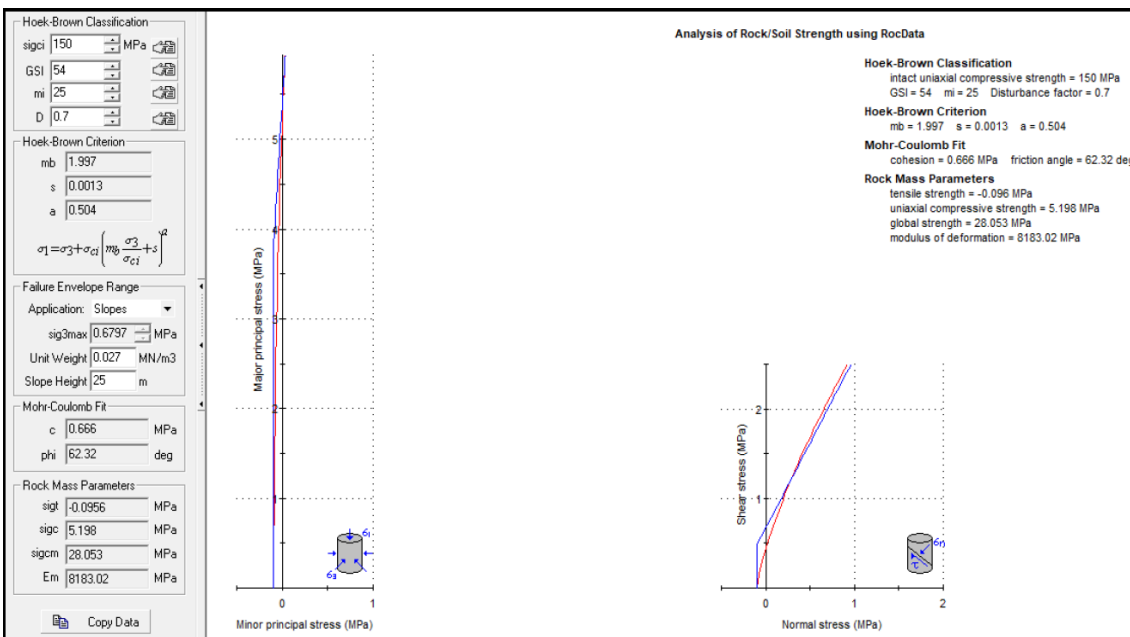 Hoek-Brown Classification
sigci 150 MPa
GSI 54
mi 25
D 0.7
Hoek-Brown Criterion
mb 1.997
s 0.0013
a 0.504
σ1=σ3+σci(mb σ3/σci+s)^a
Failure Envelope Range
Application: Slopes
sig3max 0.6797 MPa
Unit Weight 0.027 MN/m3
Slope Height 25 m
Mohr-Coulomb Fit
c 0.666 MPa
phi 62.32 deg
Rock Mass Parameters
sigt -0.0956 MPa
sigc 5.198 MPa
sigcm 28.053 MPa
Em 8183.02 MPa
Copy Data
Analysis of Rock/Soil Strength using RocData
Hoek-Brown Classification
intact uniaxial compressive strength = 150 MPa
GSI = 54 mi = 25 Disturbance factor = 0.7
Hoek-Brown Criterion
mb = 1.997 s = 0.0013 a = 0.504
Mohr-Coulomb Fit
cohesion = 0.666 MPa friction angle = 62.32 deg
Rock Mass Parameters
tensile strength = -0.096 MPa
uniaxial compressive strength = 5.198 MPa
global strength = 28.053 MPa
modulus of deformation = 8183.02 MPa
Major principal stress (MPa)
5
4
3
2
1
0 1
Minor principal stress (MPa)
σ1
σ3
Shear stress (MPa)
2
1
0 1 2
Normal stress (MPa)
σn
τ